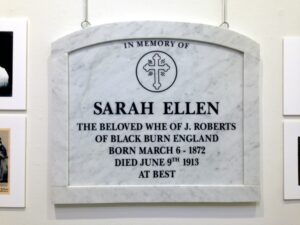 IN MEMORY OF
SARAH ELLEN
THE BELOVED WHE OF J. ROBERTS
OF BLACK BURN ENGLAND
BORN MARCH 6 - 1872
DIED JUNE 9TH 1913
AT BEST